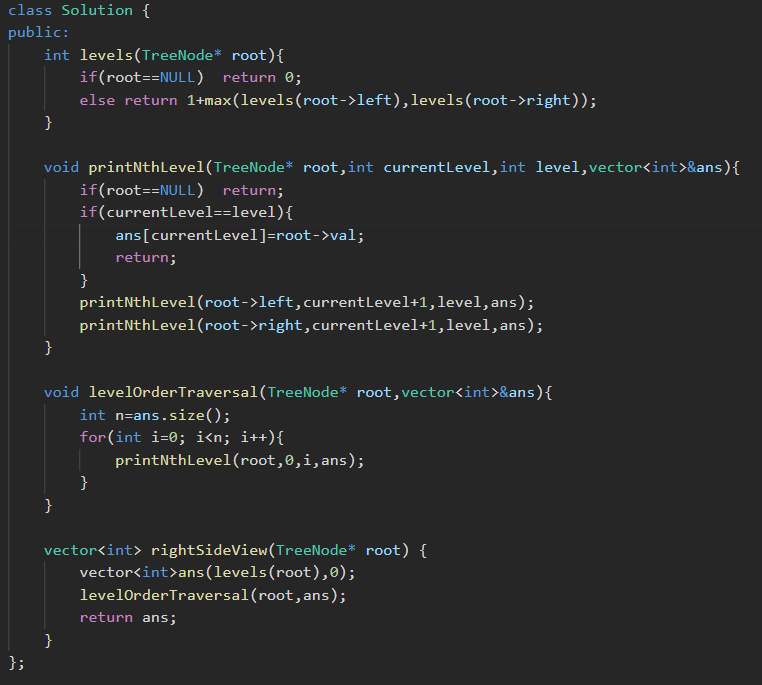 class Solution {
public:
    int levels(TreeNode* root){
        if(root==NULL)  return 0;
        else return 1+max(levels(root->left),levels(root->right));
    }

    void printNthLevel(TreeNode* root,int currentLevel,int level,vector<int>&ans){
        if(root==NULL)  return;
        if(currentLevel==level){
            ans[currentLevel]=root->val;
            return;
        }
        printNthLevel(root->left,currentLevel+1,level,ans);
        printNthLevel(root->right,currentLevel+1,level,ans);
    }

    void levelOrderTraversal(TreeNode* root,vector<int>&ans){
        int n=ans.size();
        for(int i=0; i<n; i++){
            printNthLevel(root,0,i,ans);
        }
    }

    vector<int> rightSideView(TreeNode* root) {
        vector<int>ans(levels(root),0);
        levelOrderTraversal(root,ans);
        return ans;
    }
};